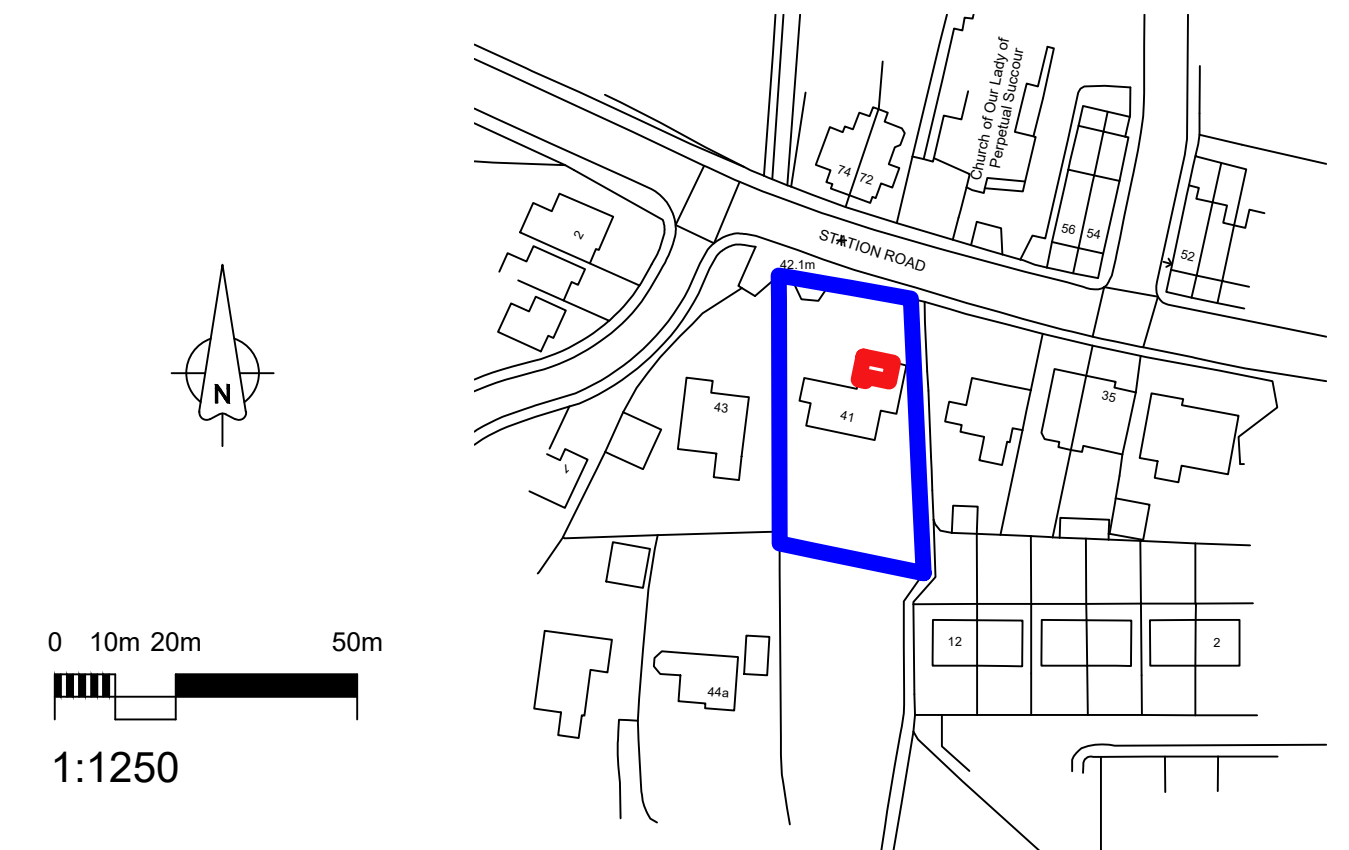 Church of Our Lady of
Perpetual Succour
74
72
56
54
52
STATION ROAD
42.1m
2
N
43
41
35
1
12
2
44a
0 10m 20m 50m
1:1250